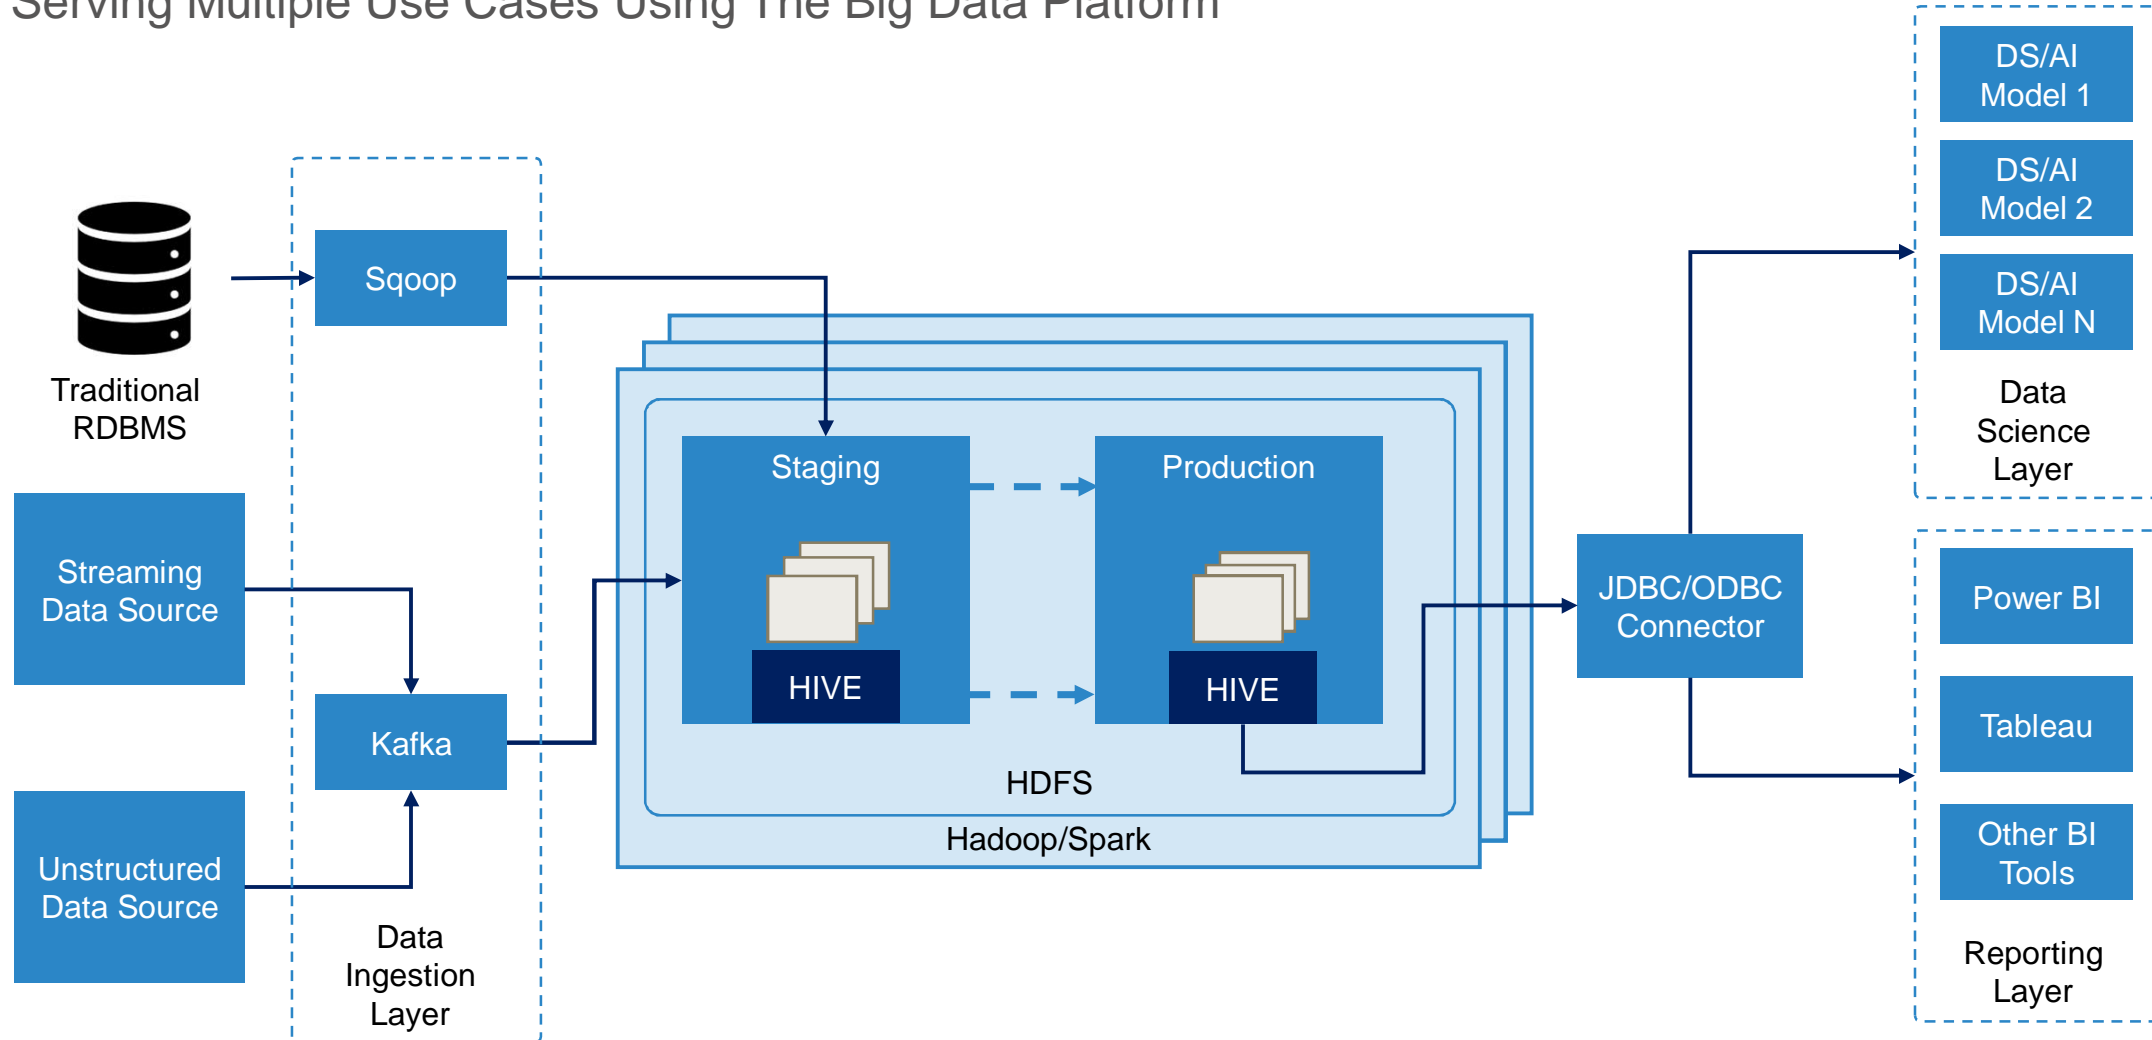 Serving Multiple Use Cases Using The Big Data Platform
Traditional
RDBMS
Streaming
Data Source
Unstructured
Data Source
Sqoop
Kafka
Data
Ingestion
Layer
Staging
HIVE
Production
HIVE
HDFS
Hadoop/Spark
JDBC/ODBC
Connector
DS/AI
Model 1
DS/AI
Model 2
DS/AI
Model N
Data
Science
Layer
Power BI
Tableau
Other BI
Tools
Reporting
Layer